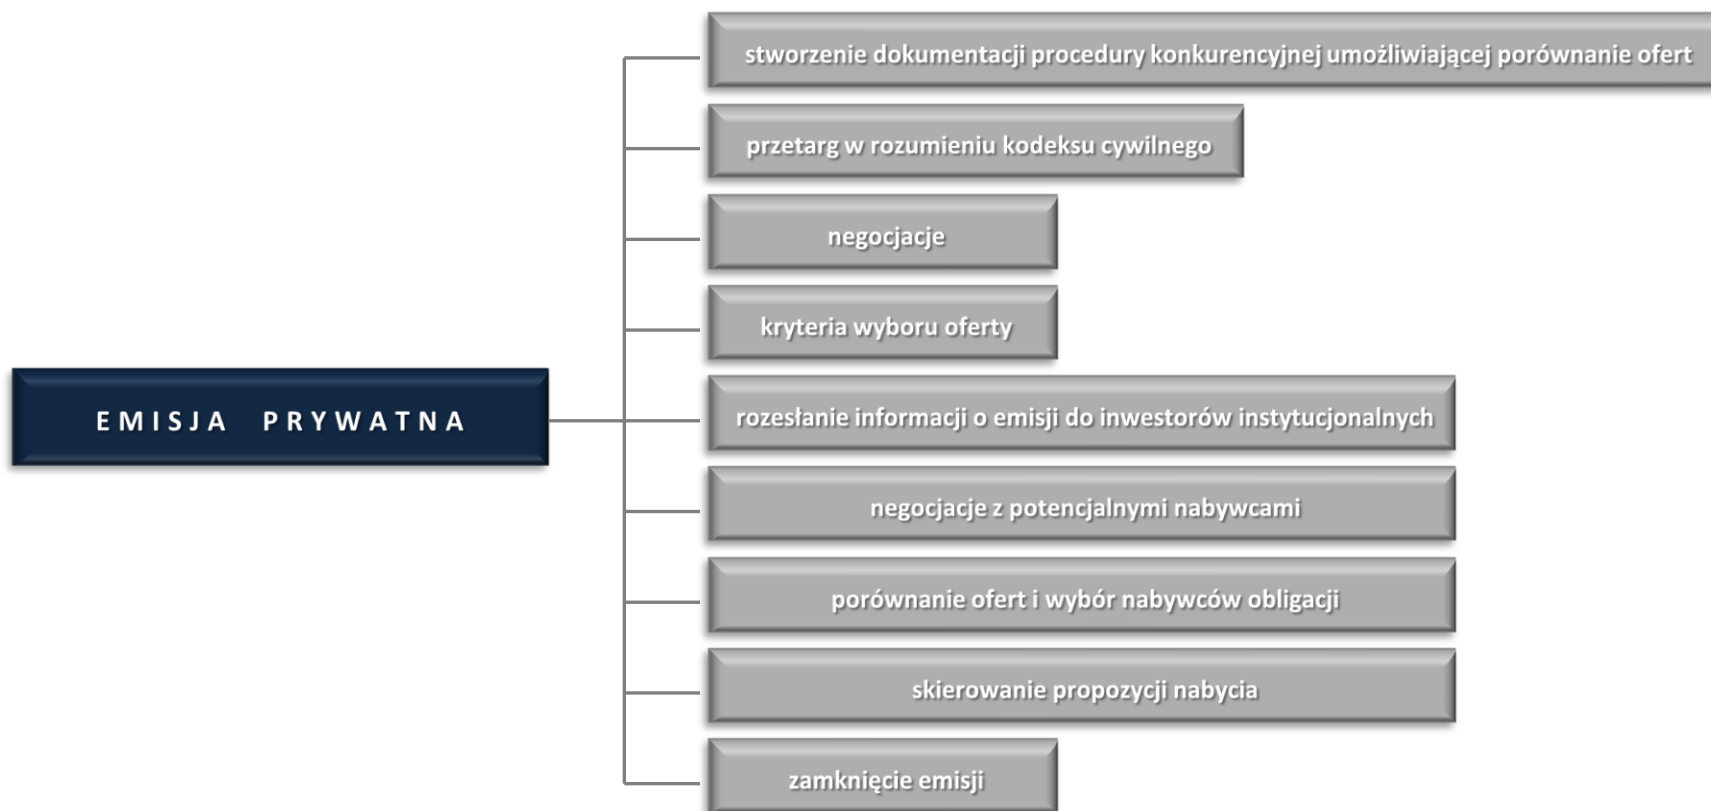 stworzenie dokumentacji procedury konkurencyjnej umożliwiającej porównanie ofert
przetarg w rozumieniu kodeksu cywilnego
negocjacje
kryteria wyboru oferty
EMISJA PRYWATNA
rozesłanie informacji o emisji do inwestorów instytucjonalnych
negocjacje z potencjalnymi nabywcami
porównanie ofert i wybór nabywców obligacji
skierowanie propozycji nabycia
zamknięcie emisji